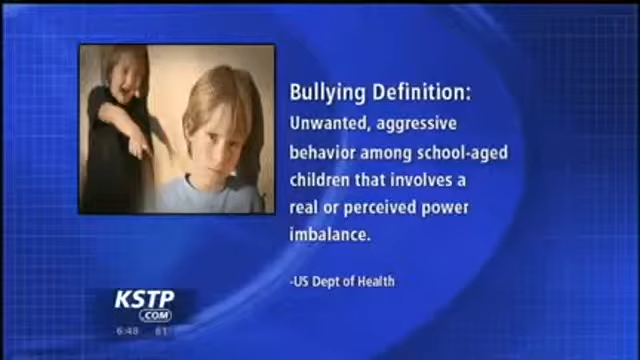 Bullying Definition:
Unwanted, aggressive
behavior among school-aged
children that involves a
real or perceived power
imbalance.
-US Dept of Health
KSTP
.COM
6:48 61